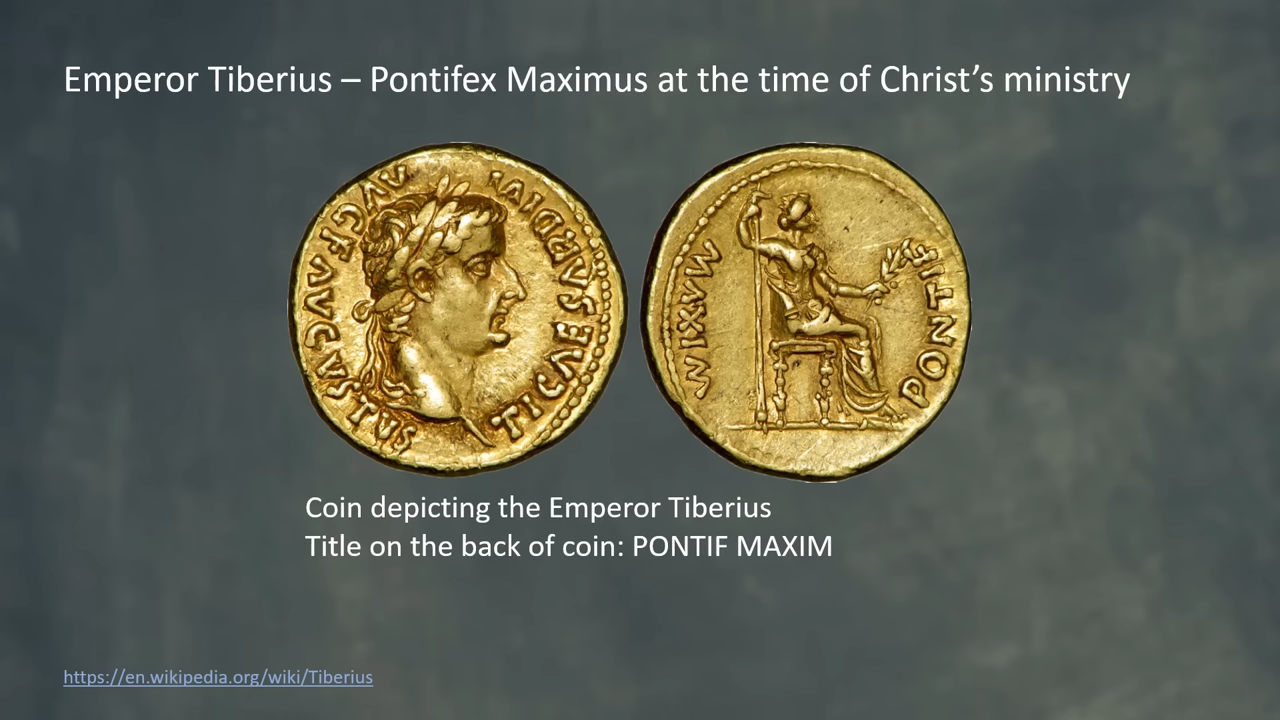 Emperor Tiberius – Pontifex Maximus at the time of Christ’s ministry
TI CAESAR DIVI AVG F AVGVSTVS
PONTIF MAXIM
Coin depicting the Emperor Tiberius
Title on the back of coin: PONTIF MAXIM
https://en.wikipedia.org/wiki/Tiberius